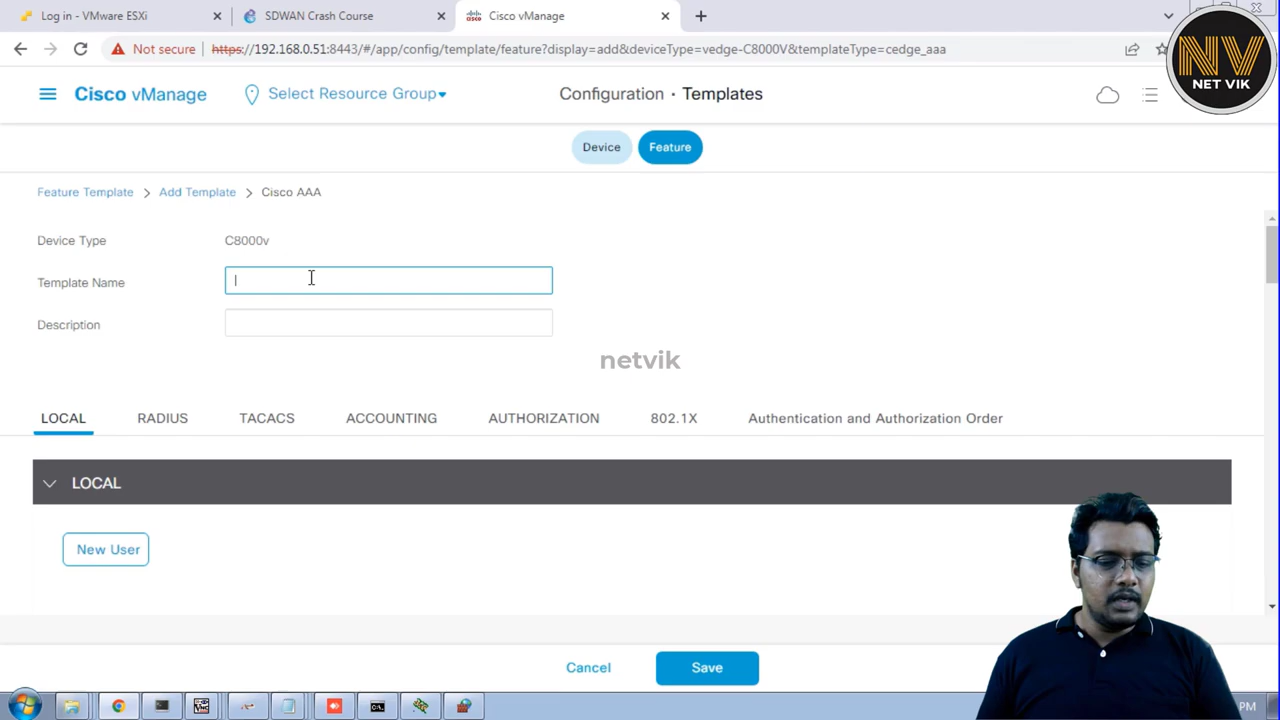 Log in - VMware ESXi
SDWAN Crash Course
Cisco vManage
Not secure
https://192.168.0.51:8443/#/app/config/template/feature?display=add&deviceType=vedge-C8000V&templateType=cedge_aaa
NV
NET VIK
Cisco vManage
Select Resource Group
Configuration · Templates
Device
Feature
Feature Template > Add Template > Cisco AAA
Device Type
C8000v
Template Name
Description
netvik
LOCAL
RADIUS
TACACS
ACCOUNTING
AUTHORIZATION
802.1X
Authentication and Authorization Order
LOCAL
New User
Cancel
Save
PM